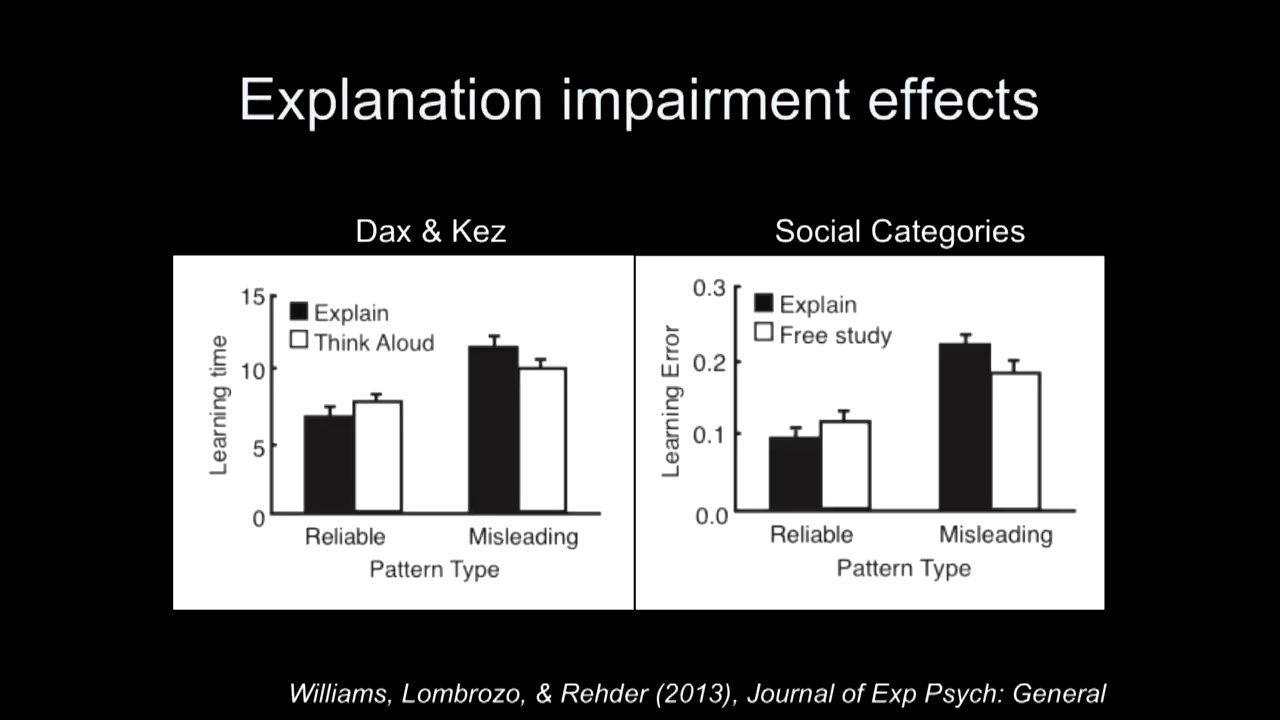 Explanation impairment effects
Dax & Kez
15
10
5
0
Learning time
Explain
Think Aloud
Reliable
Misleading
Pattern Type
Social Categories
0.3
0.2
0.1
0.0
Learning Error
Explain
Free study
Reliable
Misleading
Pattern Type
Williams, Lombrozo, & Rehder (2013), Journal of Exp Psych: General